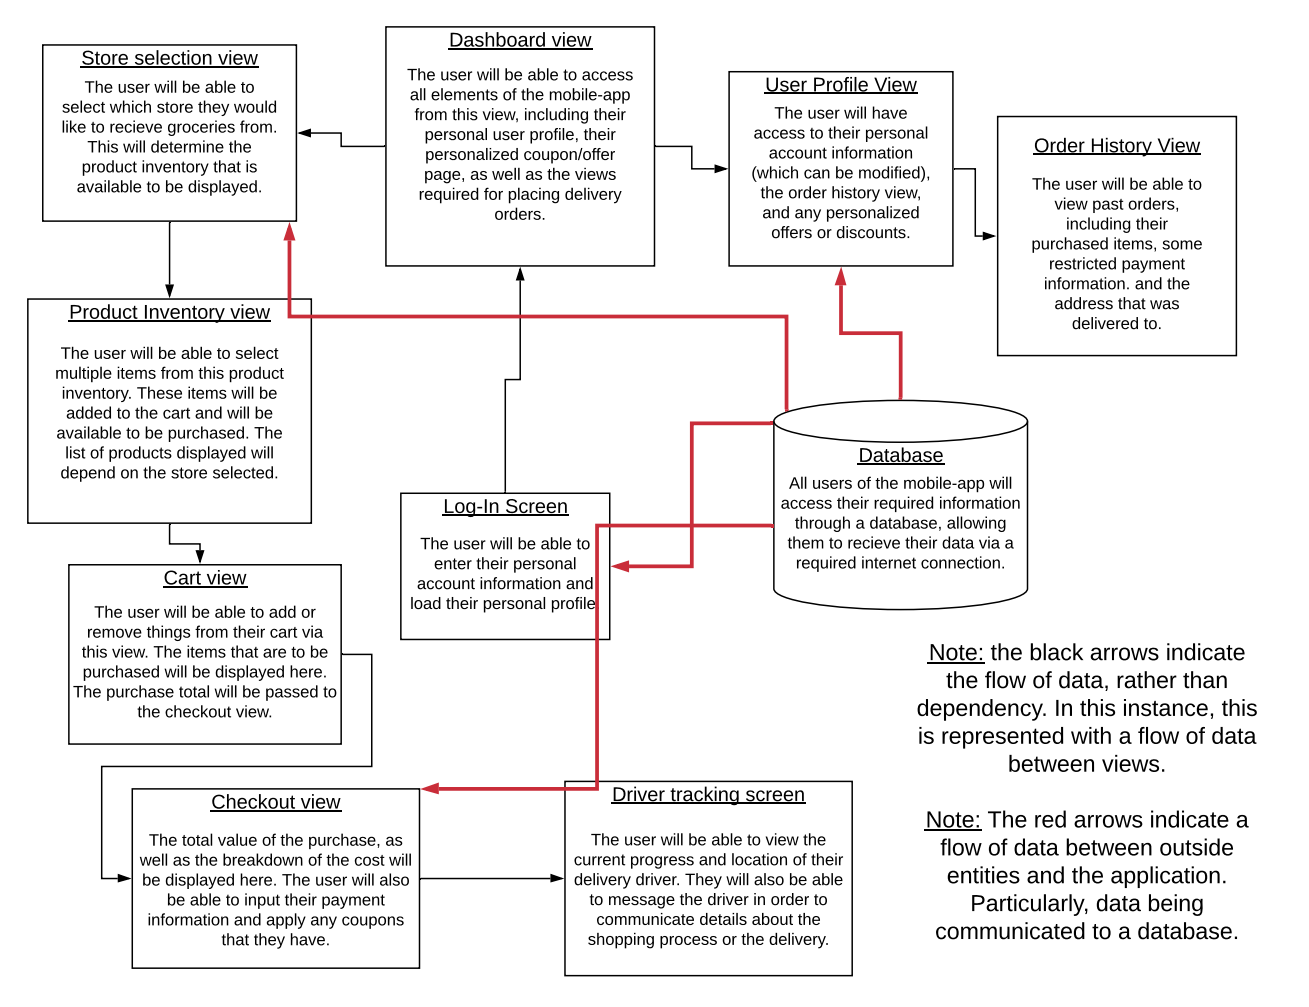 Store selection view
The user will be able to
select which store they would
like to recieve groceries from.
This will determine the
product inventory that is
available to be displayed.
Dashboard view
The user will be able to access
all elements of the mobile-app
from this view, including their
personal user profile, their
personalized coupon/offer
page, as well as the views
required for placing delivery
orders.
User Profile View
The user will have
access to their personal
account information
(which can be modified),
the order history view,
and any personalized
offers or discounts.
Order History View
The user will be able to
view past orders,
including their
purchased items, some
restricted payment
information. and the
address that was
delivered to.
Product Inventory view
The user will be able to select
multiple items from this product
inventory. These items will be
added to the cart and will be
available to be purchased. The
list of products displayed will
depend on the store selected.
Log-In Screen
The user will be able to
enter their personal
account information and
load their personal profile
Database
All users of the mobile-app will
access their required information
through a database, allowing
them to recieve their data via a
required internet connection.
Cart view
The user will be able to add or
remove things from their cart via
this view. The items that are to be
purchased will be displayed here.
The purchase total will be passed to
the checkout view.
Checkout view
The total value of the purchase, as
well as the breakdown of the cost will
be displayed here. The user will also
be able to input their payment
information and apply any coupons
that they have.
Driver tracking screen
The user will be able to view the
current progress and location of their
delivery driver. They will also be able
to message the driver in order to
communicate details about the
shopping process or the delivery.
Note: the black arrows indicate
the flow of data, rather than
dependency. In this instance, this
is represented with a flow of data
between views.
Note: The red arrows indicate a
flow of data between outside
entities and the application.
Particularly, data being
communicated to a database.